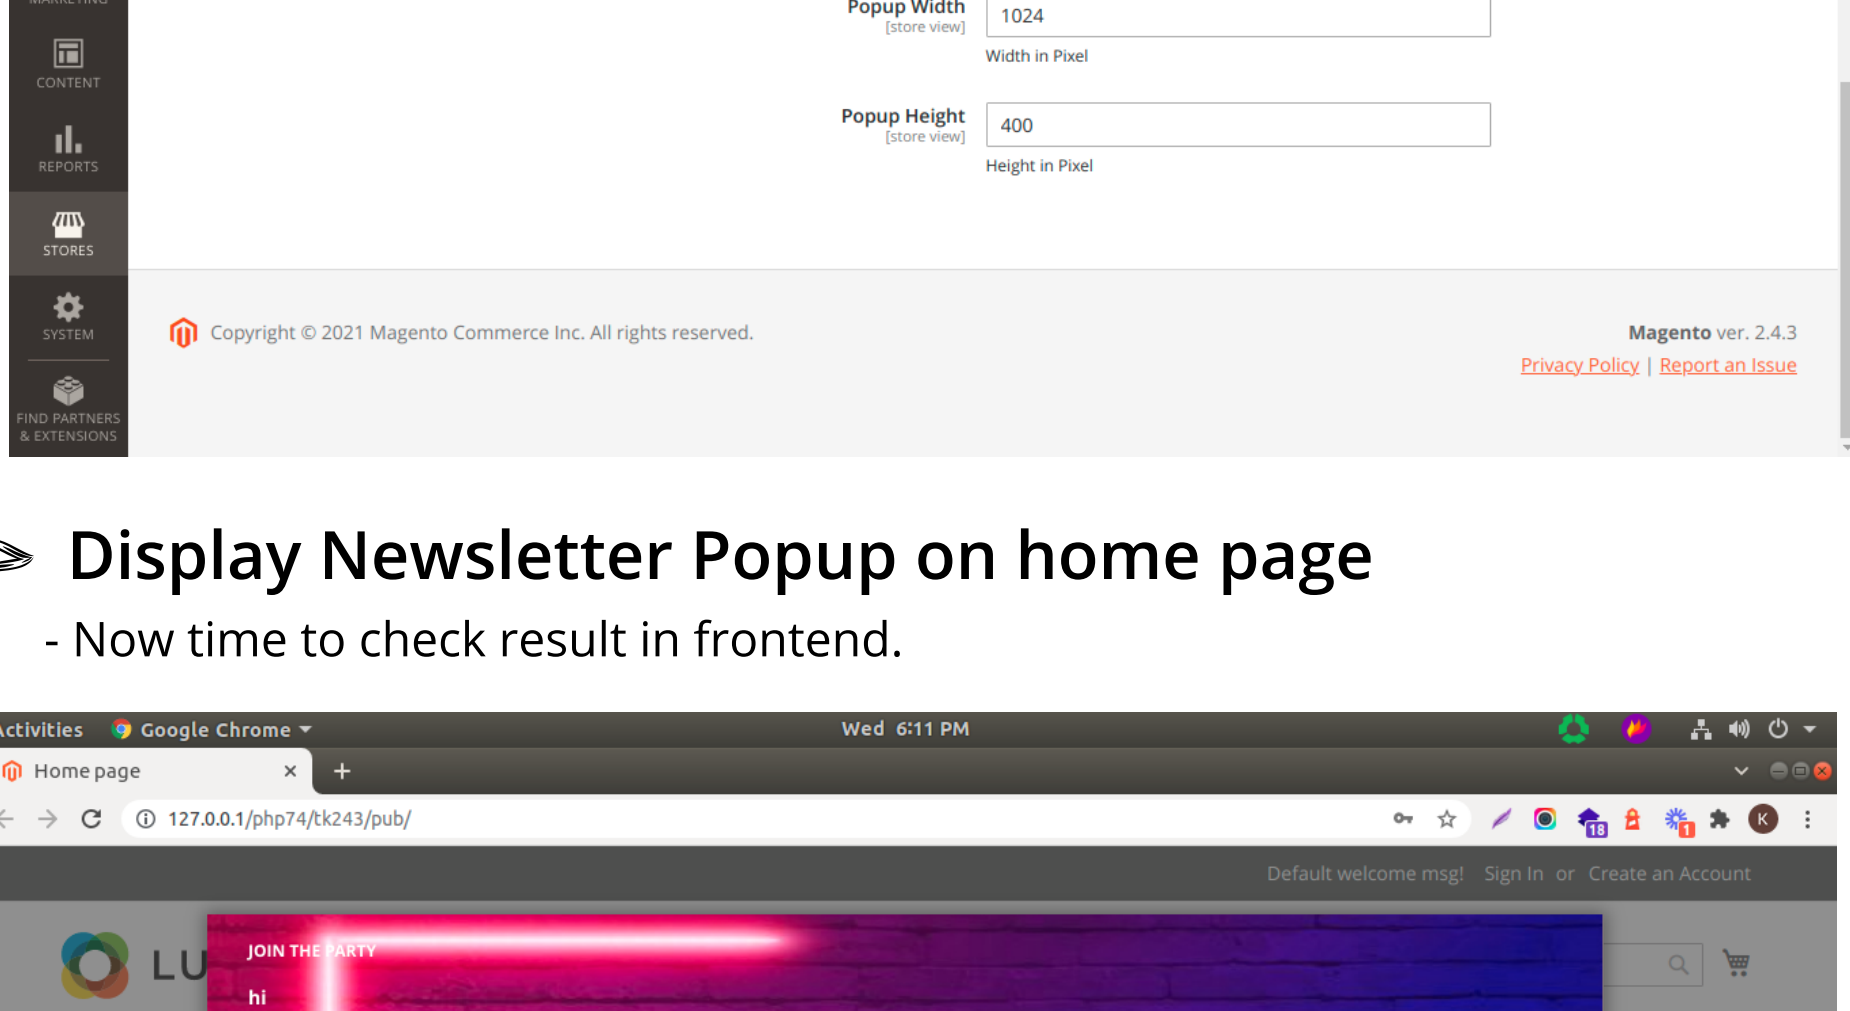 MARKETING
Popup Width
[store view]
1024
Width in Pixel
CONTENT
Popup Height
[store view]
400
Height in Pixel
REPORTS
STORES
SYSTEM
Copyright © 2021 Magento Commerce Inc. All rights reserved.
Magento ver. 2.4.3
Privacy Policy | Report an Issue
FIND PARTNERS
& EXTENSIONS
Display Newsletter Popup on home page
- Now time to check result in frontend.
Activities Google Chrome Wed 6:11 PM
Home page
127.0.0.1/php74/tk243/pub/
18
1
K
Default welcome msg! Sign In or Create an Account
LU
JOIN THE PARTY
hi